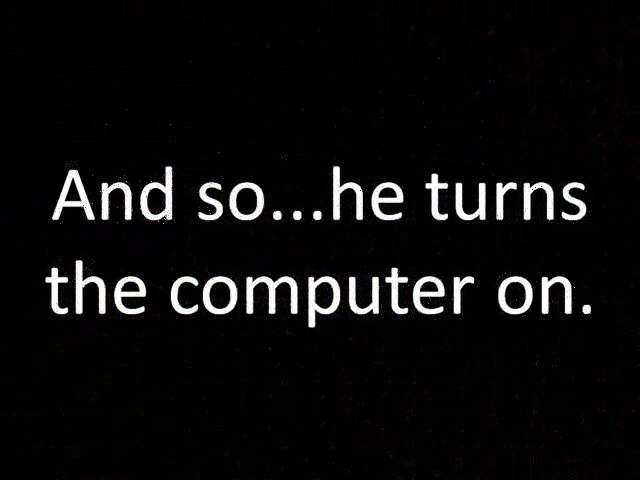 And so...he turns
the computer on.